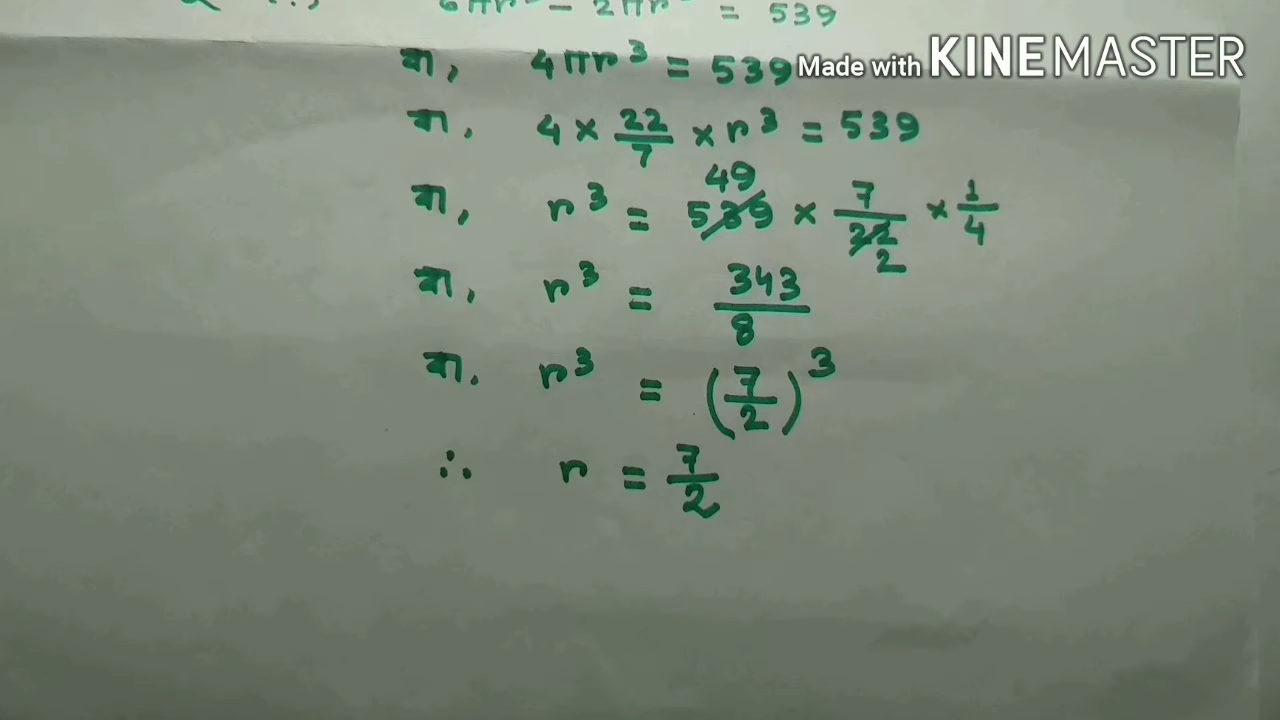 6πr³ - 2πr³ = 539
বা, 4πr³ = 539
Made with KINEMASTER
বা, 4 × 22/7 × r³ = 539
49
বা, r³ = 539 × 7/22 × 1/4
2
বা, r³ = 343/8
বা, r³ = (7/2)³
∴ r = 7/2